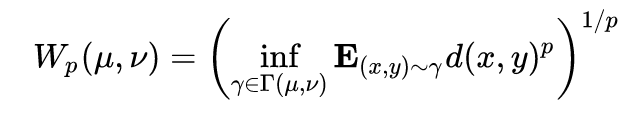 W_p(μ, ν) = ( inf_{γ∈Γ(μ,ν)} E_{(x,y)∼γ} d(x, y)^p )^{1/p}